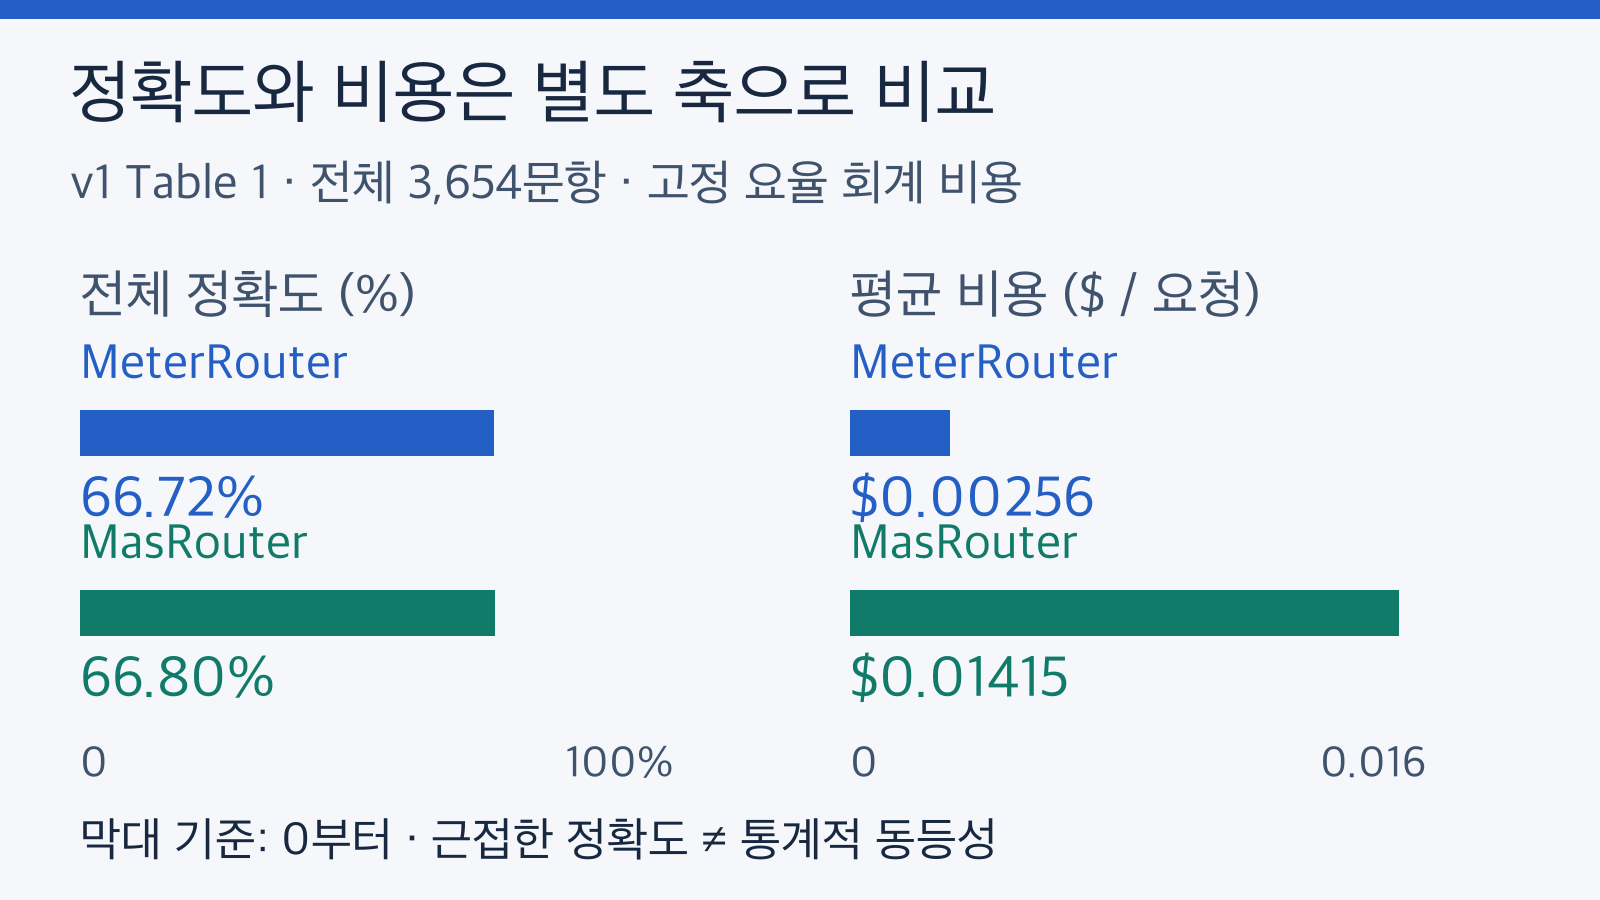 정확도와 비용은 별도 축으로 비교
v1 Table 1 · 전체 3,654문항 · 고정 요율 회계 비용
전체 정확도 (%)
MeterRouter
66.72%
MasRouter
66.80%
0 100%
평균 비용 ($ / 요청)
MeterRouter
$0.00256
MasRouter
$0.01415
0 0.016
막대 기준: 0부터 · 근접한 정확도 ≠ 통계적 동등성